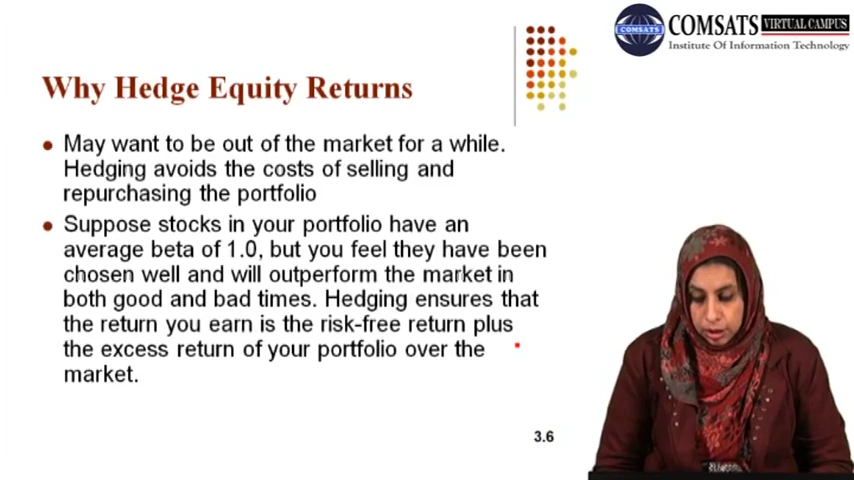 COMSATS
COMSATS VIRTUAL CAMPUS
Institute Of Information Technology
Why Hedge Equity Returns
May want to be out of the market for a while.
Hedging avoids the costs of selling and
repurchasing the portfolio
Suppose stocks in your portfolio have an
average beta of 1.0, but you feel they have been
chosen well and will outperform the market in
both good and bad times. Hedging ensures that
the return you earn is the risk-free return plus
the excess return of your portfolio over the
market.
3.6